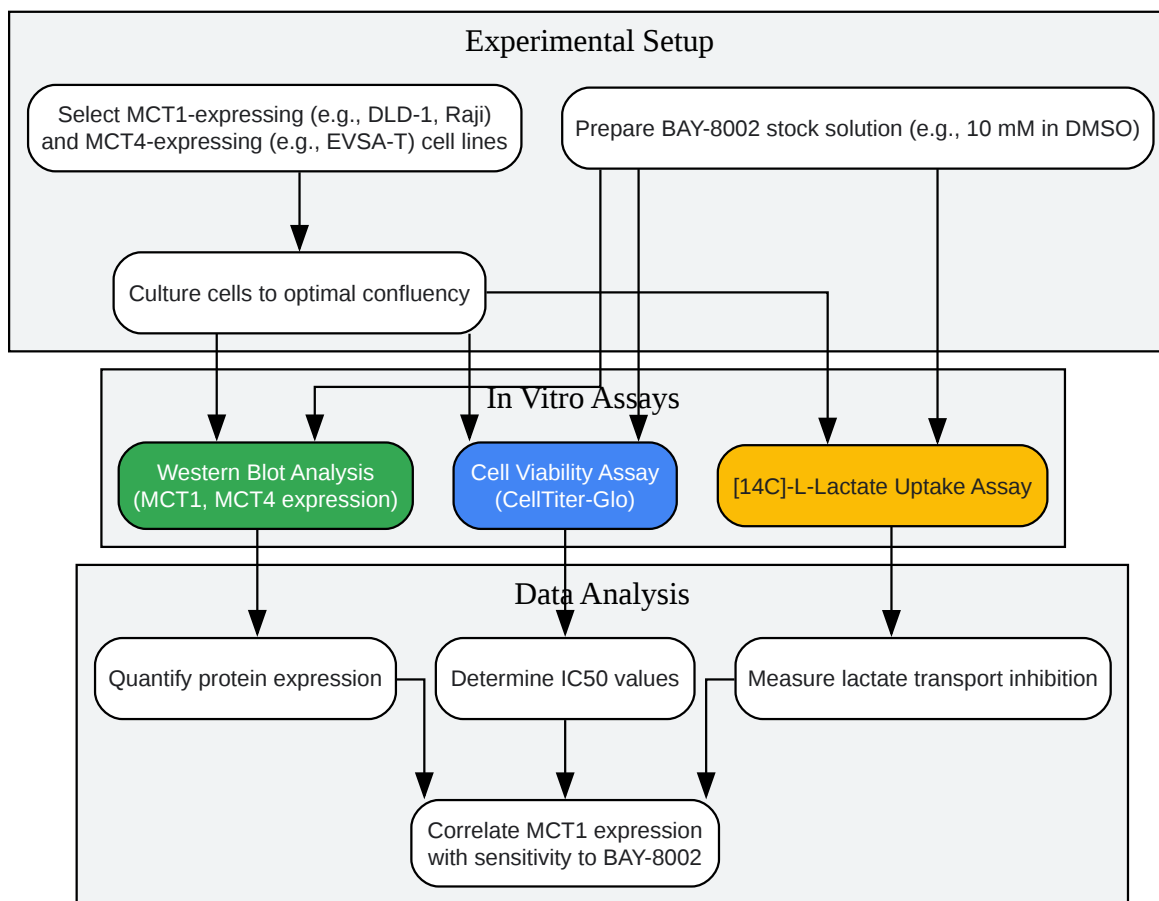 Experimental Setup
Select MCT1-expressing (e.g., DLD-1, Raji)
and MCT4-expressing (e.g., EVSA-T) cell lines
Prepare BAY-8002 stock solution (e.g., 10 mM in DMSO)
Culture cells to optimal confluency
In Vitro Assays
Western Blot Analysis
(MCT1, MCT4 expression)
Cell Viability Assay
(CellTiter-Glo)
[14C]-L-Lactate Uptake Assay
Data Analysis
Quantify protein expression
Determine IC50 values
Measure lactate transport inhibition
Correlate MCT1 expression
with sensitivity to BAY-8002